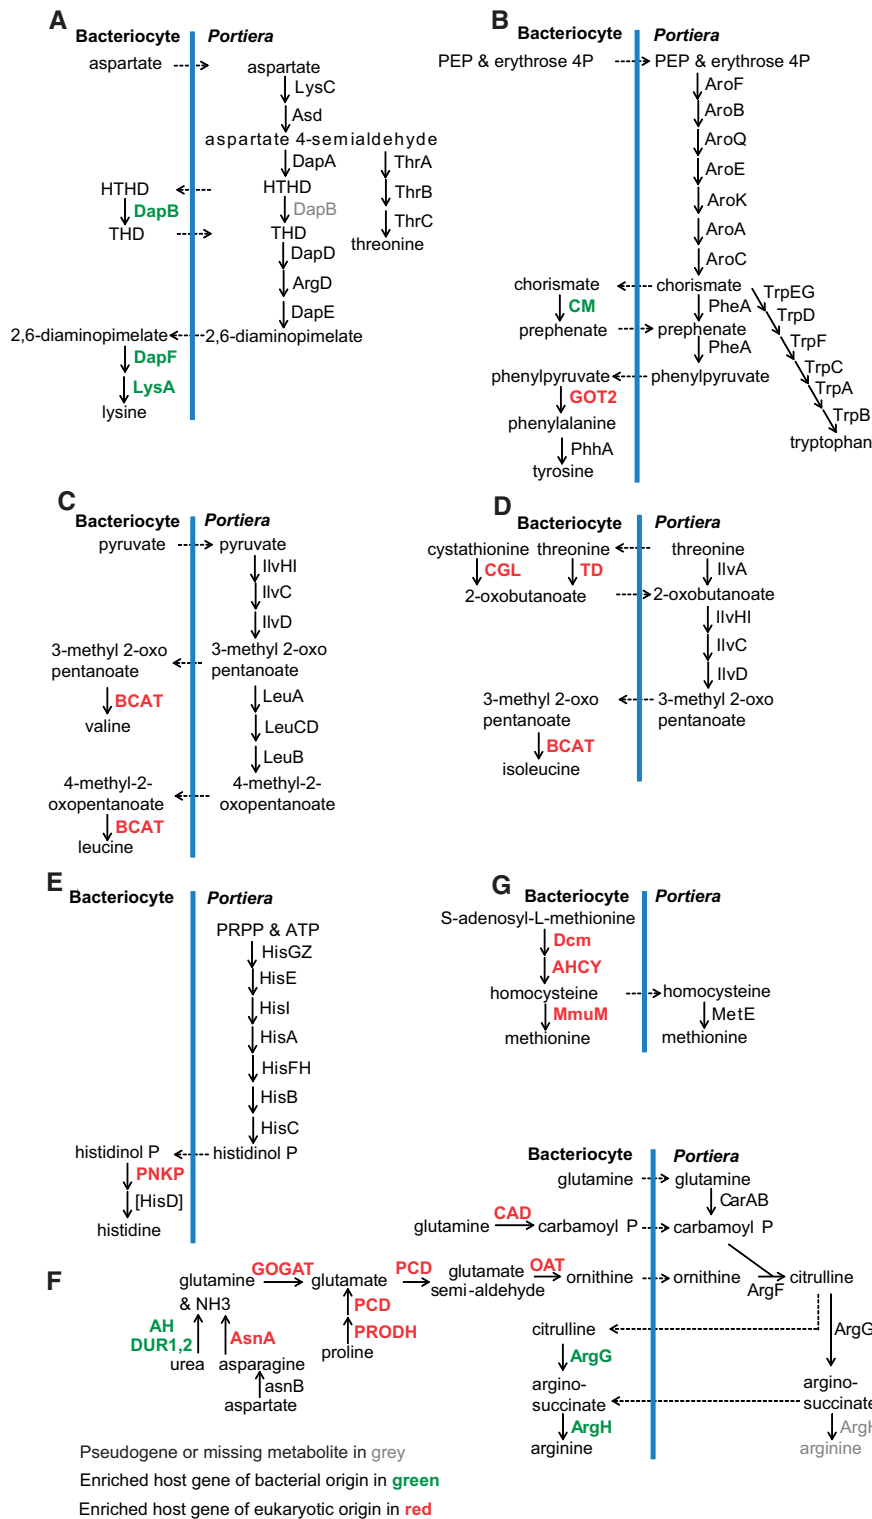 A
Bacteriocyte Portiera
aspartate
aspartate
LysC
Asd
aspartate 4-semialdehyde
DapA
ThrA
HTHD
HTHD
DapB
DapB
ThrB
THD
THD
ThrC
DapD
threonine
ArgD
DapE
2,6-diaminopimelate
2,6-diaminopimelate
DapF
LysA
lysine
B
Bacteriocyte Portiera
PEP & erythrose 4P
PEP & erythrose 4P
AroF
AroB
AroQ
AroE
AroK
AroA
AroC
chorismate
chorismate
CM
PheA
TrpEG
TrpD
prephenate
prephenate
PheA
TrpF
TrpC
phenylpyruvate
phenylpyruvate
GOT2
TrpA
TrpB
phenylalanine
tryptophan
PhhA
tyrosine
C
Bacteriocyte Portiera
pyruvate
pyruvate
IlvHI
IlvC
IlvD
3-methyl 2-oxo
pentanoate
3-methyl 2-oxo
pentanoate
BCAT
LeuA
valine
LeuCD
LeuB
4-methyl-2-
oxopentanoate
4-methyl-2-
oxopentanoate
BCAT
leucine
D
Bacteriocyte Portiera
cystathionine threonine
threonine
CGL
TD
IlvA
2-oxobutanoate
2-oxobutanoate
IlvHI
IlvC
IlvD
3-methyl 2-oxo
pentanoate
3-methyl 2-oxo
pentanoate
BCAT
isoleucine
E
Bacteriocyte Portiera
PRPP & ATP
HisGZ
HisE
HisI
HisA
HisFH
HisB
HisC
histidinol P
histidinol P
PNKP
[HisD]
histidine
G
Bacteriocyte Portiera
S-adenosyl-L-methionine
Dcm
AHCY
homocysteine
homocysteine
MmuM
MetE
methionine
methionine
F
Bacteriocyte Portiera
glutamine
glutamine
CarAB
glutamine
CAD
carbamoyl P
carbamoyl P
glutamine
& NH3
GOGAT
glutamate
PCD
glutamate
semi-aldehyde
OAT
ornithine
ornithine
ArgF
citrulline
AH
DUR1,2
AsnA
PCD
PRODH
urea
asparagine
proline
asnB
aspartate
citrulline
ArgG
ArgG
argino-
succinate
argino-
succinate
ArgH
ArgH
arginine
arginine
Pseudogene or missing metabolite in grey
Enriched host gene of bacterial origin in green
Enriched host gene of eukaryotic origin in red